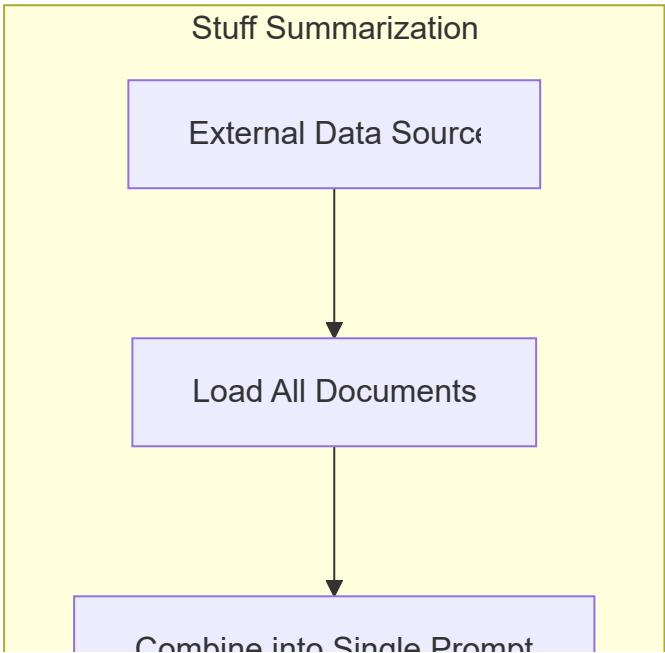 Stuff Summarization
External Data Source
Load All Documents
Combine into Single Prompt